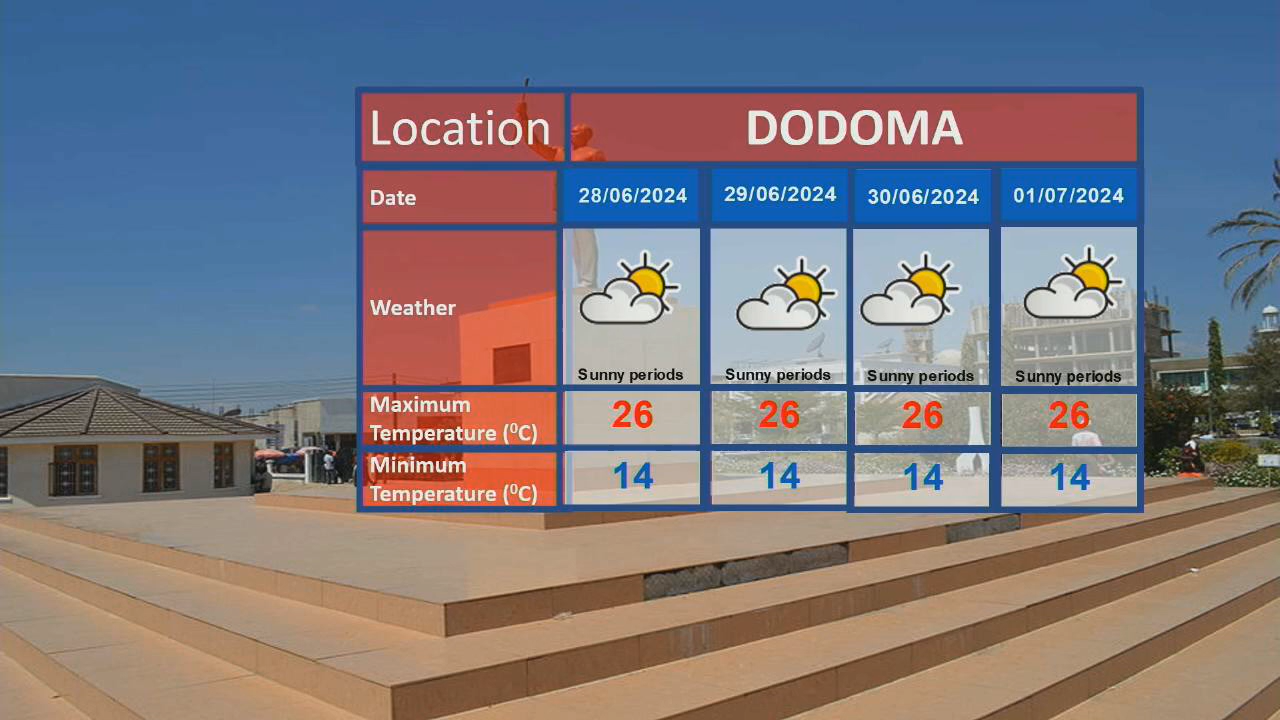 Location DODOMA
Date 28/06/2024 29/06/2024 30/06/2024 01/07/2024
Weather
Sunny periods Sunny periods Sunny periods Sunny periods
Maximum
Temperature (⁰C) 26 26 26 26
Minimum
Temperature (⁰C) 14 14 14 14